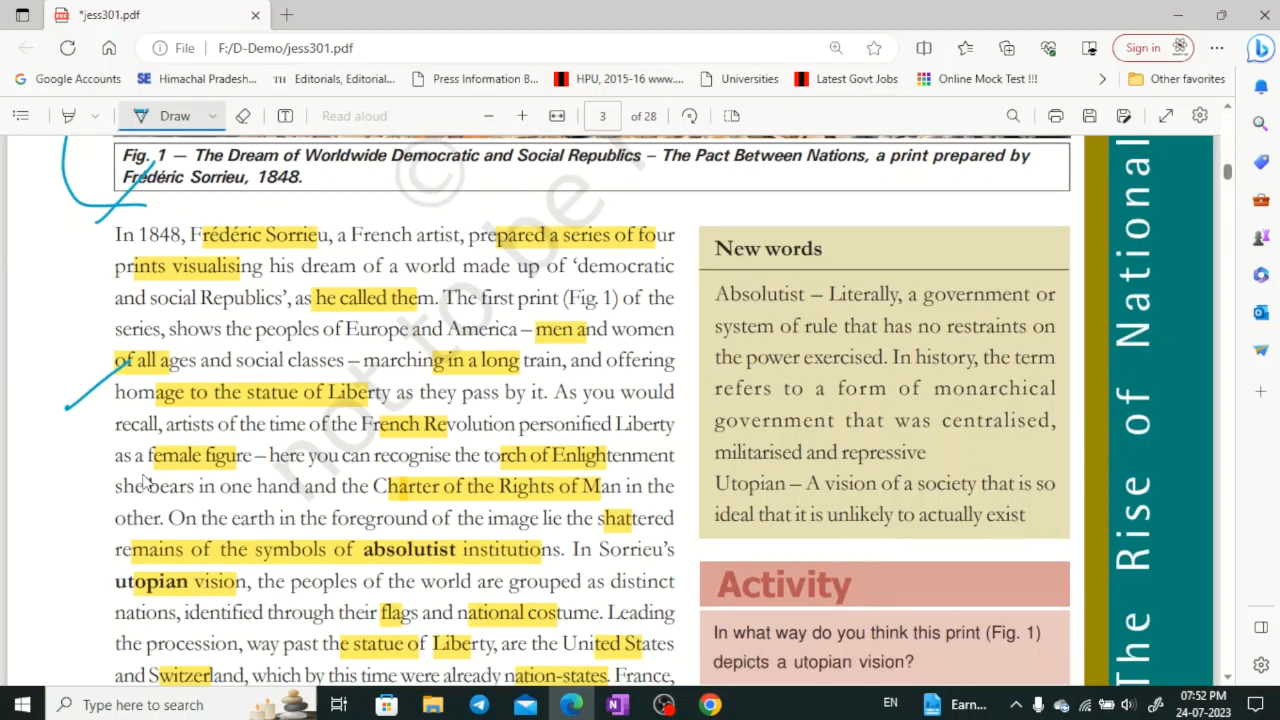 *jess301.pdf
File F:/D-Demo/jess301.pdf
Sign in
Google Accounts
SE Himachal Pradesh...
TH Editorials, Editorial...
Press Information B...
HPU, 2015-16 www....
Universities
Latest Govt Jobs
Online Mock Test !!!
Other favorites
Draw
Read aloud
3 of 28
Fig. 1 — The Dream of Worldwide Democratic and Social Republics – The Pact Between Nations, a print prepared by
Frédéric Sorrieu, 1848.
In 1848, Frédéric Sorrieu, a French artist, prepared a series of four
prints visualising his dream of a world made up of ‘democratic
and social Republics’, as he called them. The first print (Fig. 1) of the
series, shows the peoples of Europe and America – men and women
of all ages and social classes – marching in a long train, and offering
homage to the statue of Liberty as they pass by it. As you would
recall, artists of the time of the French Revolution personified Liberty
as a female figure – here you can recognise the torch of Enlightenment
she bears in one hand and the Charter of the Rights of Man in the
other. On the earth in the foreground of the image lie the shattered
remains of the symbols of absolutist institutions. In Sorrieu’s
utopian vision, the peoples of the world are grouped as distinct
nations, identified through their flags and national costume. Leading
the procession, way past the statue of Liberty, are the United States
and Switzerland, which by this time were already nation-states. France,
New words
Absolutist – Literally, a government or
system of rule that has no restraints on
the power exercised. In history, the term
refers to a form of monarchical
government that was centralised,
militarised and repressive
Utopian – A vision of a society that is so
ideal that it is unlikely to actually exist
Activity
In what way do you think this print (Fig. 1)
depicts a utopian vision?
The Rise of National
© not to be r
Type here to search
EN
Earn...
07:52 PM
24-07-2023